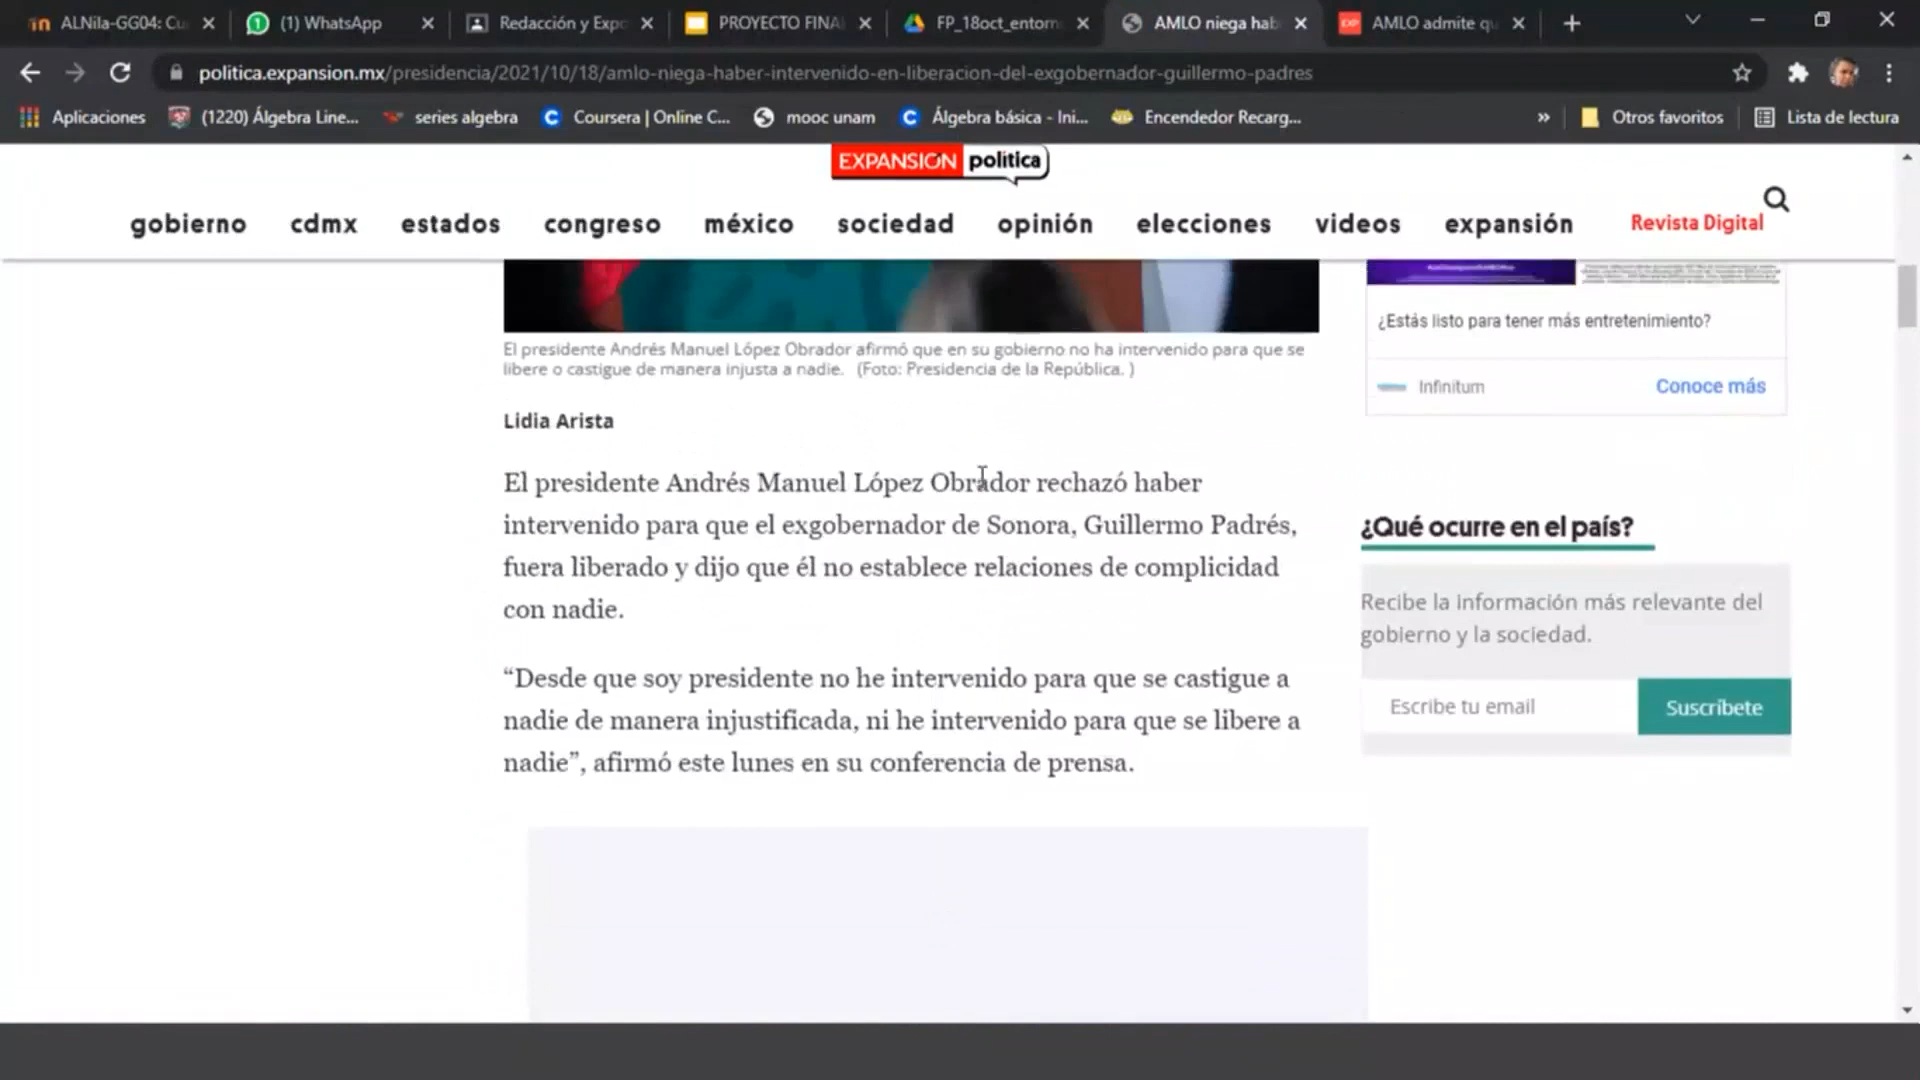 ALNila-GG04: Cu
(1) WhatsApp
Redacción y Expo
PROYECTO FINAL
FP_18oct_entorn
AMLO niega hab
EXP
AMLO admite qu
politica.expansion.mx/presidencia/2021/10/18/amlo-niega-haber-intervenido-en-liberacion-del-exgobernador-guillermo-padres
Aplicaciones
(1220) Álgebra Line...
series algebra
Coursera | Online C...
mooc unam
Álgebra básica - Ini...
Encendedor Recarg...
»
Otros favoritos
Lista de lectura
EXPANSIÓN política
gobierno cdmx estados congreso méxico sociedad opinión elecciones videos expansión Revista Digital
El presidente Andrés Manuel López Obrador afirmó que en su gobierno no ha intervenido para que se
libere o castigue de manera injusta a nadie. (Foto: Presidencia de la República. )
Lidia Arista
El presidente Andrés Manuel López Obrador rechazó haber
intervenido para que el exgobernador de Sonora, Guillermo Padrés,
fuera liberado y dijo que él no establece relaciones de complicidad
con nadie.
“Desde que soy presidente no he intervenido para que se castigue a
nadie de manera injustificada, ni he intervenido para que se libere a
nadie”, afirmó este lunes en su conferencia de prensa.
¿Estás listo para tener más entretenimiento?
Infinitum
Conoce más
¿Qué ocurre en el país?
Recibe la información más relevante del
gobierno y la sociedad.
Escribe tu email
Suscríbete